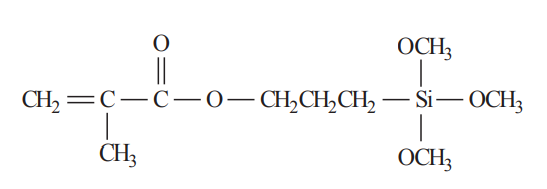 O OCH₃
CH₂=C—C—O—CH₂CH₂CH₂—Si—OCH₃
CH₃ OCH₃